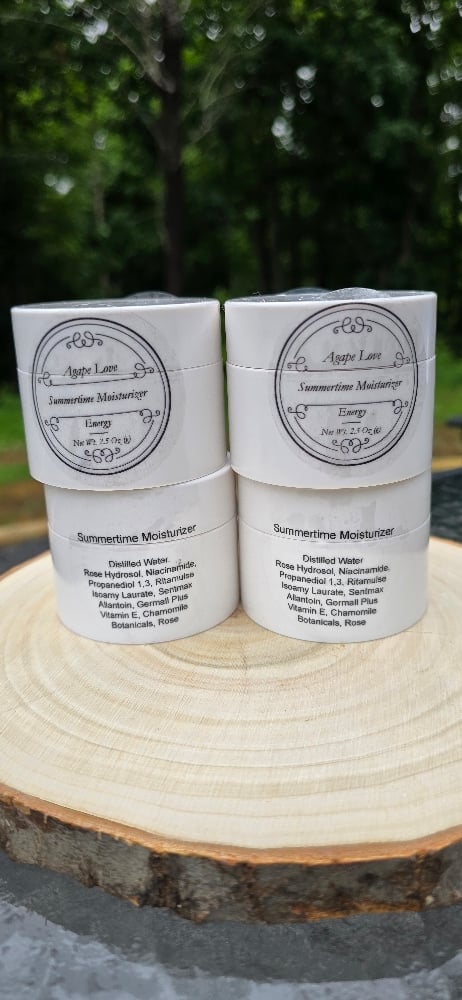 Agape Love
Summertime Moisturizer
Energy
Net Wt. 2.5 Oz (g)
Agape Love
Summertime Moisturizer
Energy
Net Wt. 2.5 Oz (g)
Summertime Moisturizer
Distilled Water
Rose Hydrosol, Niacinamide,
Propanediol 1,3, Ritamulse
Isoamy Laurate, Sentmax
Allantoin, Germall Plus
Vitamin E, Chamomile
Botanicals, Rose
Summertime Moisturizer
Distilled Water
Rose Hydrosol, Niacinamide,
Propanediol 1,3, Ritamulse
Isoamy Laurate, Sentmax
Allantoin, Germall Plus
Vitamin E, Chamomile
Botanicals, Rose